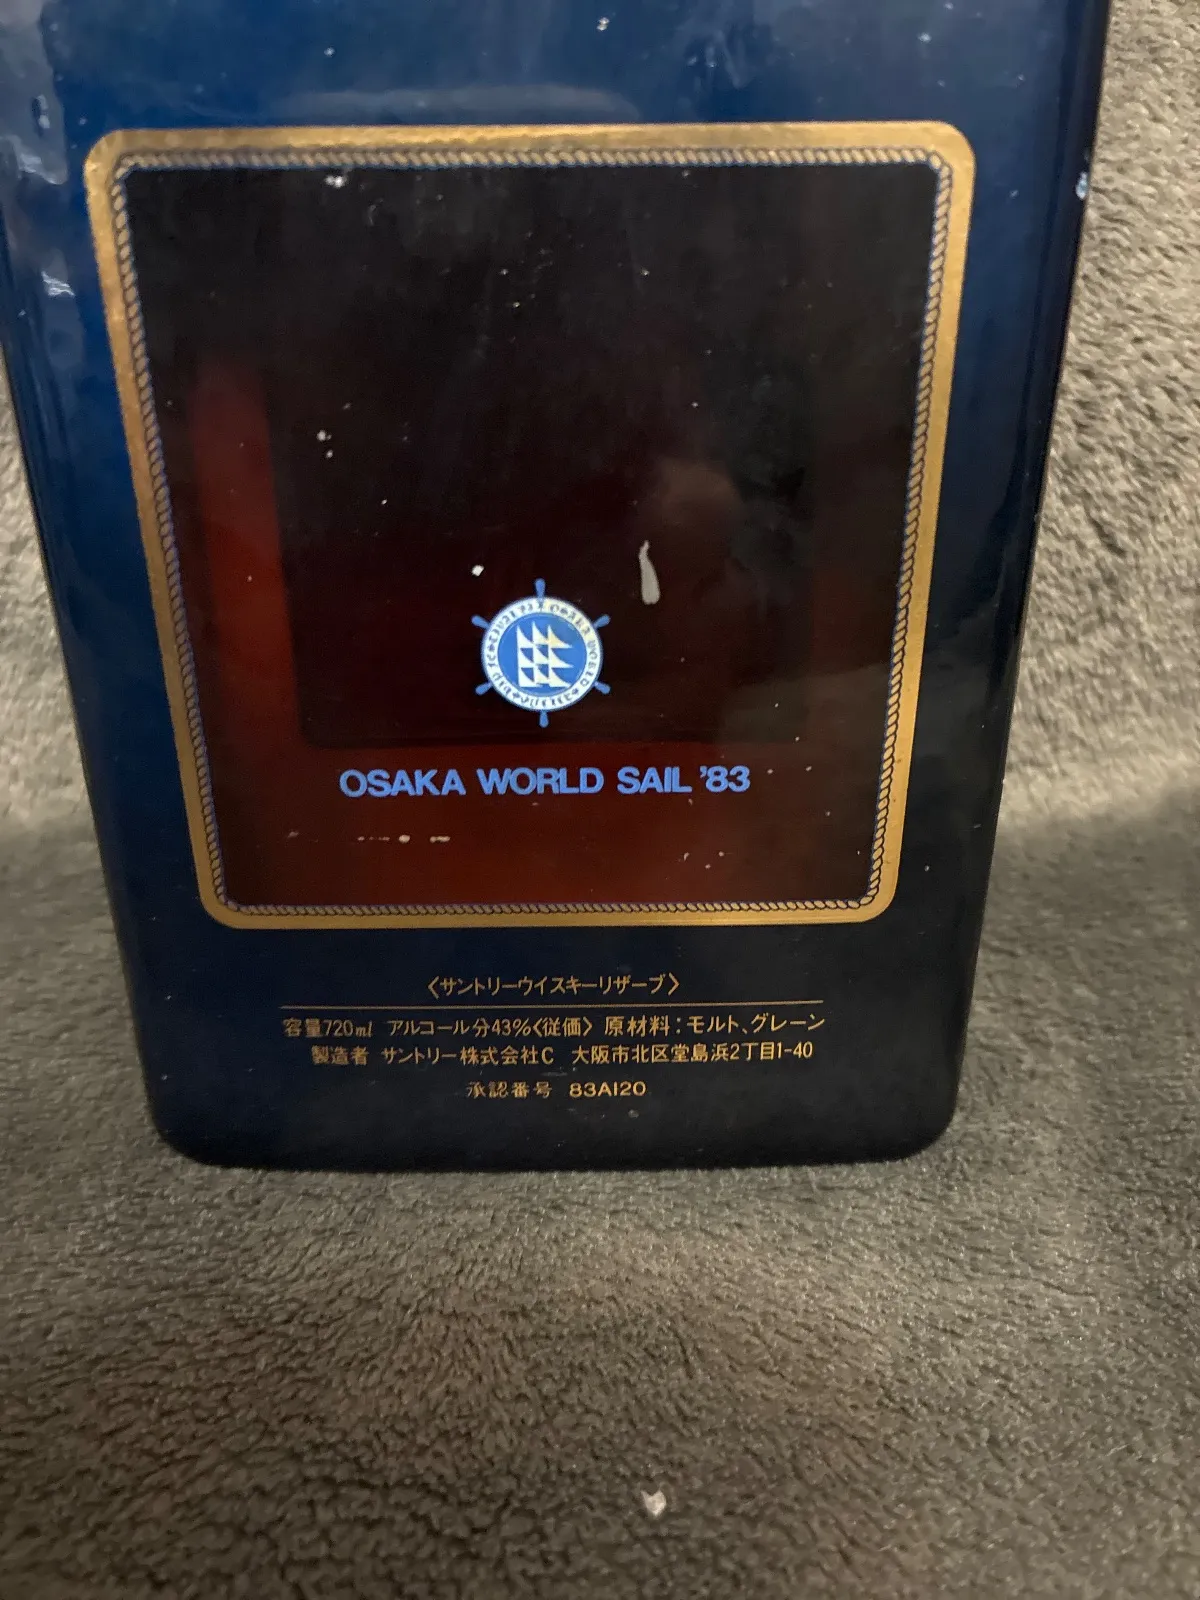 OSAKA WORLD SAIL '83
〈サントリーウイスキーリザーブ〉
容量720ml アルコール分43%〈従価〉 原材料:モルト、グレーン
製造者 サントリー株式会社C 大阪市北区堂島浜2丁目1-40
承認番号 83A120